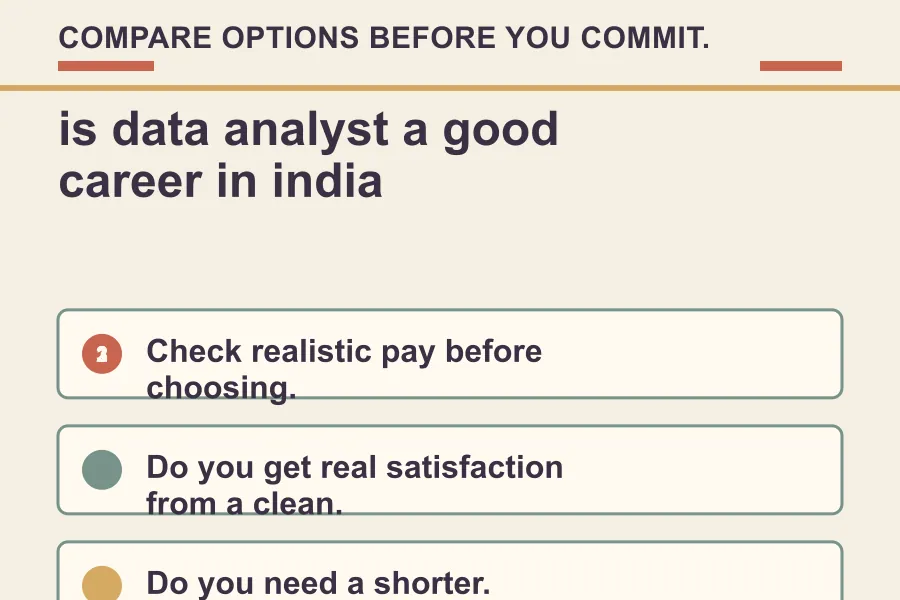 COMPARE OPTIONS BEFORE YOU COMMIT.
is data analyst a good
career in india
Check realistic pay before
choosing.
Do you get real satisfaction
from a clean.
Do you need a shorter.